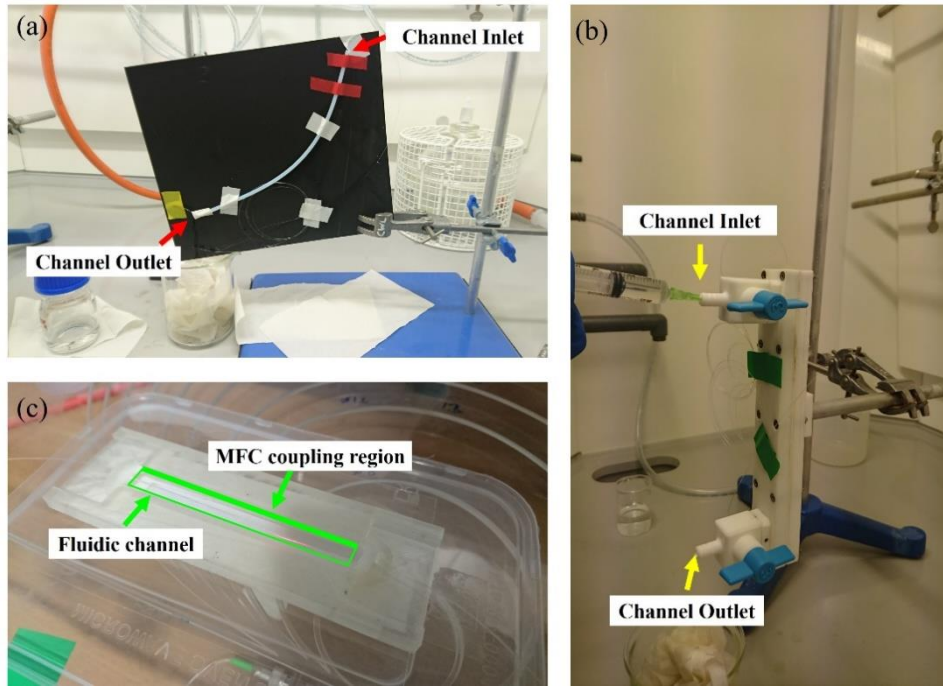 (a)
Channel Inlet
Channel Outlet
(b)
Channel Inlet
Channel Outlet
(c)
MFC coupling region
Fluidic channel